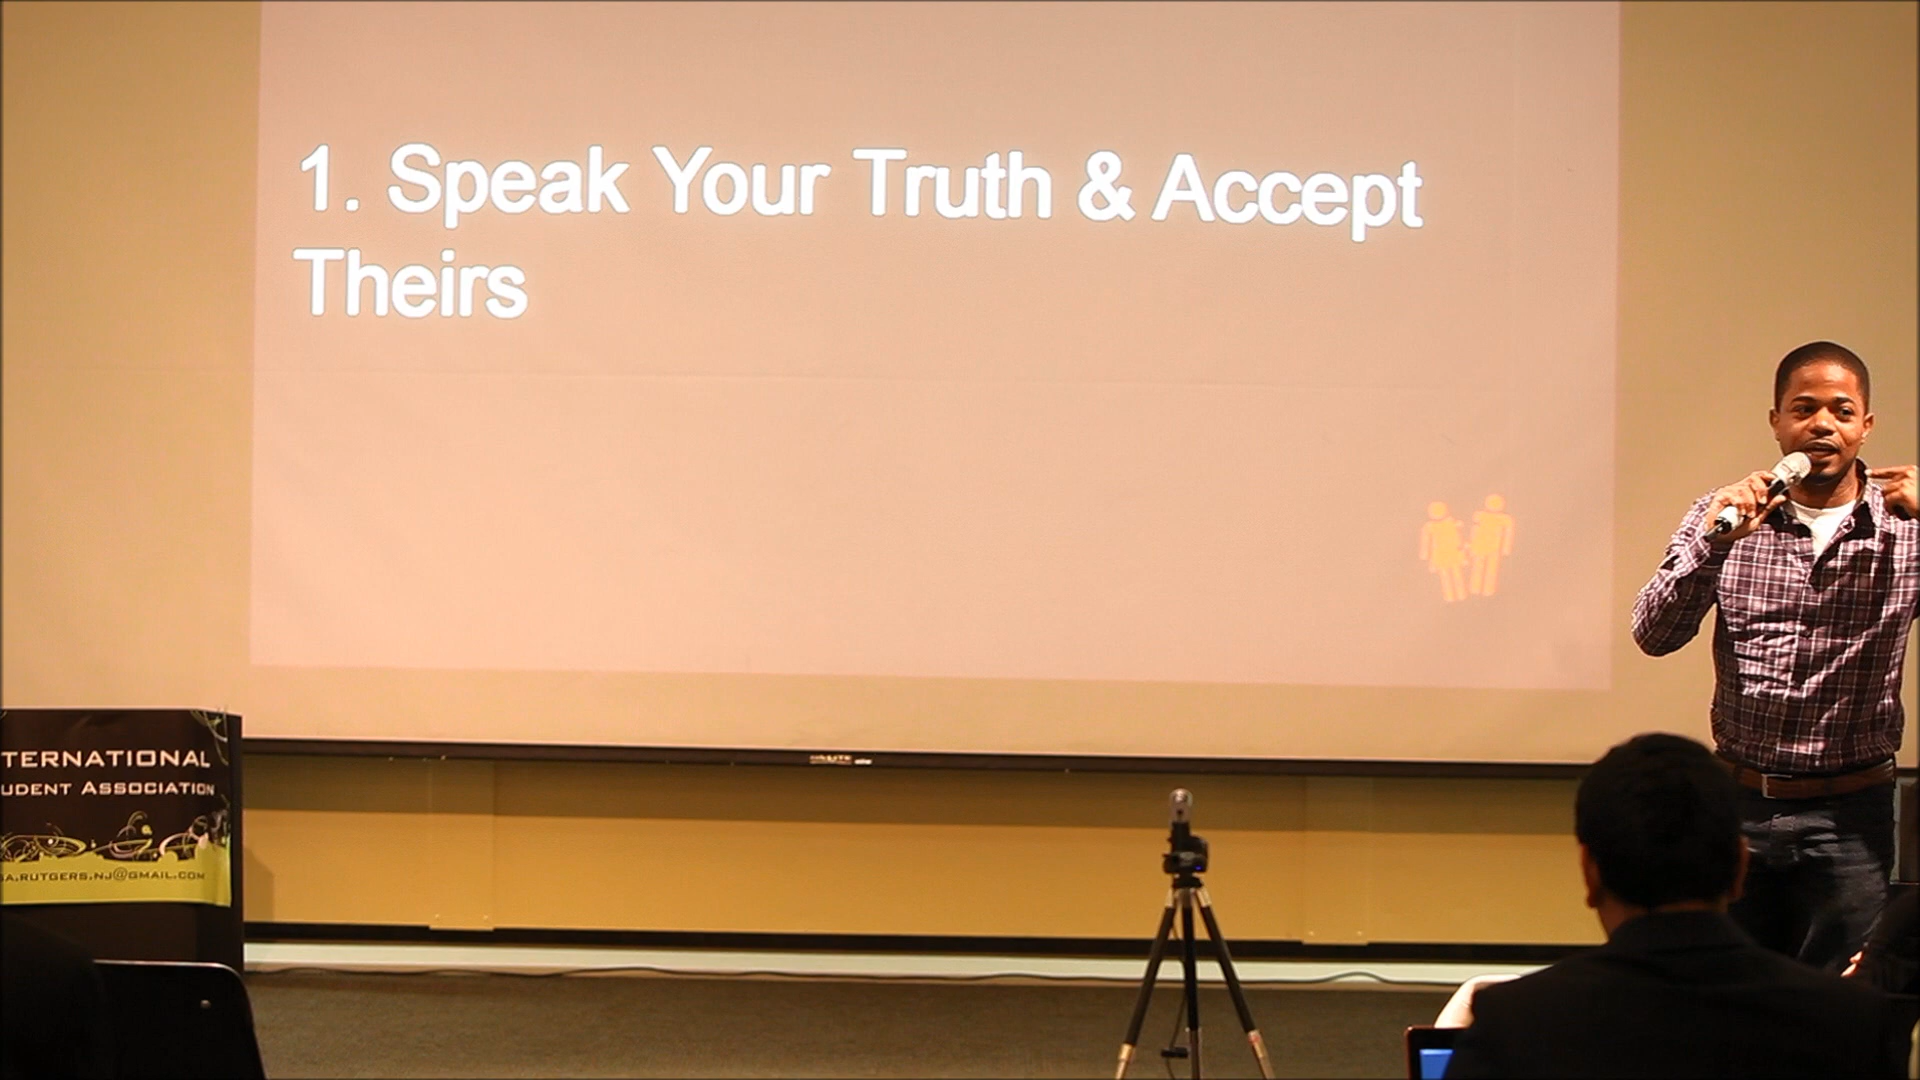 1. Speak Your Truth & Accept
Theirs
TERNATIONAL
UDENT ASSOCIATION
SA.RUTGERS.NJ@GMAIL.COM